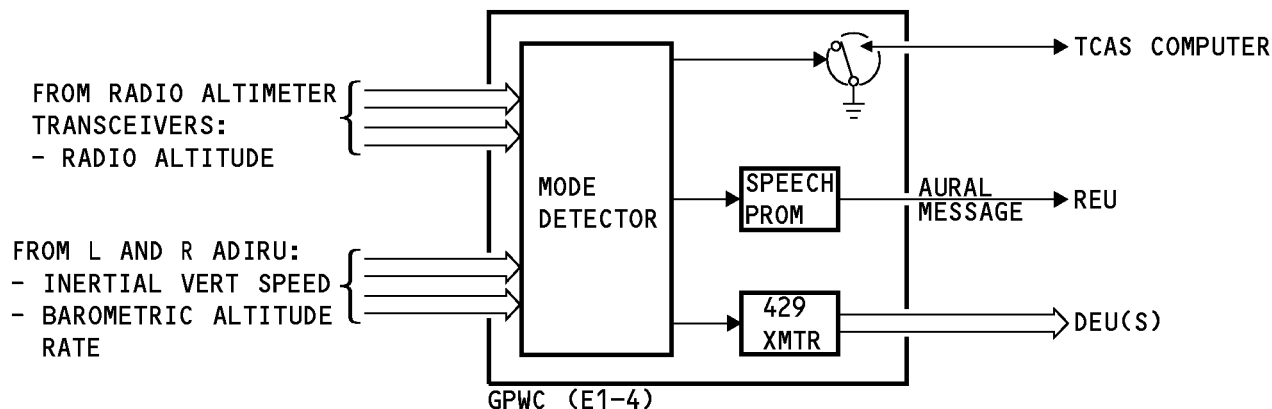 FROM RADIO ALTIMETER
TRANSCEIVERS:
- RADIO ALTITUDE
FROM L AND R ADIRU:
- INERTIAL VERT SPEED
- BAROMETRIC ALTITUDE
RATE
MODE
DETECTOR
SPEECH
PROM
429
XMTR
AURAL
MESSAGE
TCAS COMPUTER
REU
DEU(S)
GPWC (E1-4)